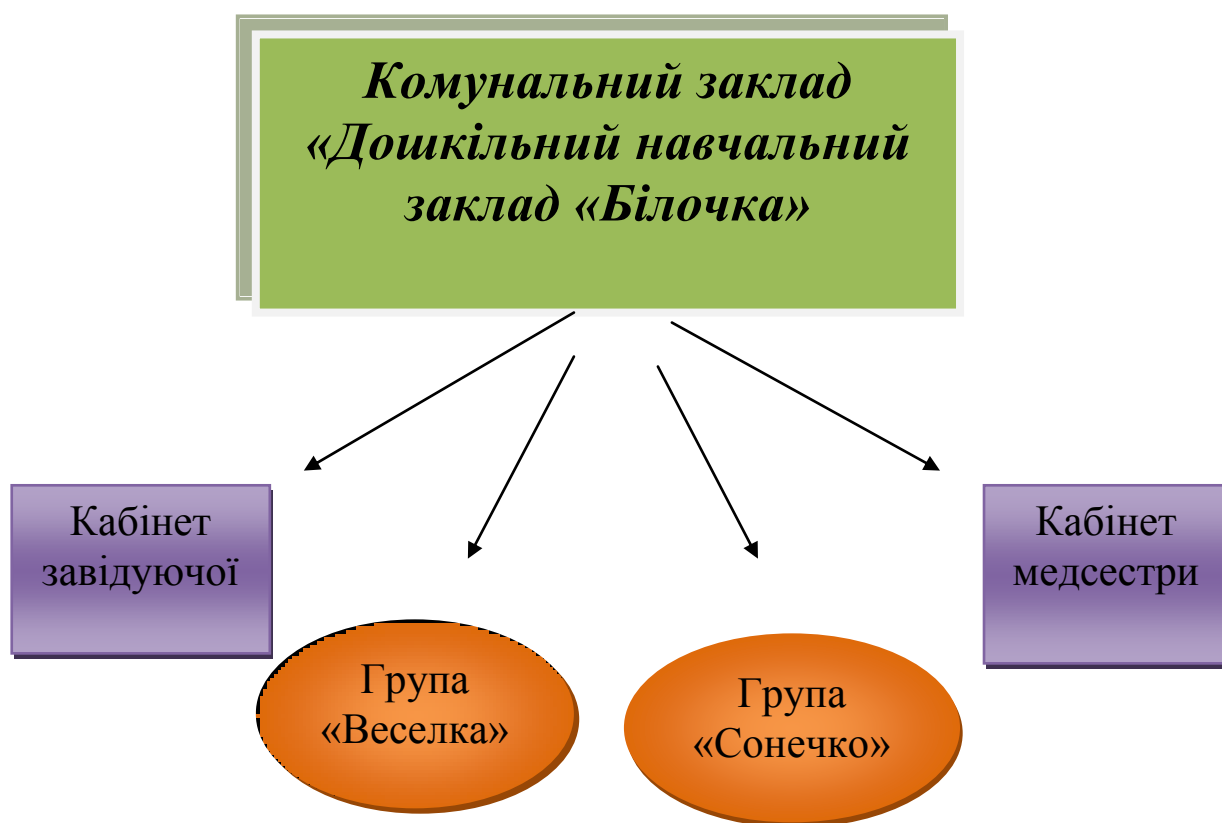 Комунальний заклад
«Дошкільний навчальний
заклад «Білочка»
Кабінет
завідуючої
Кабінет
медсестри
Група
«Веселка»
Група
«Сонечко»